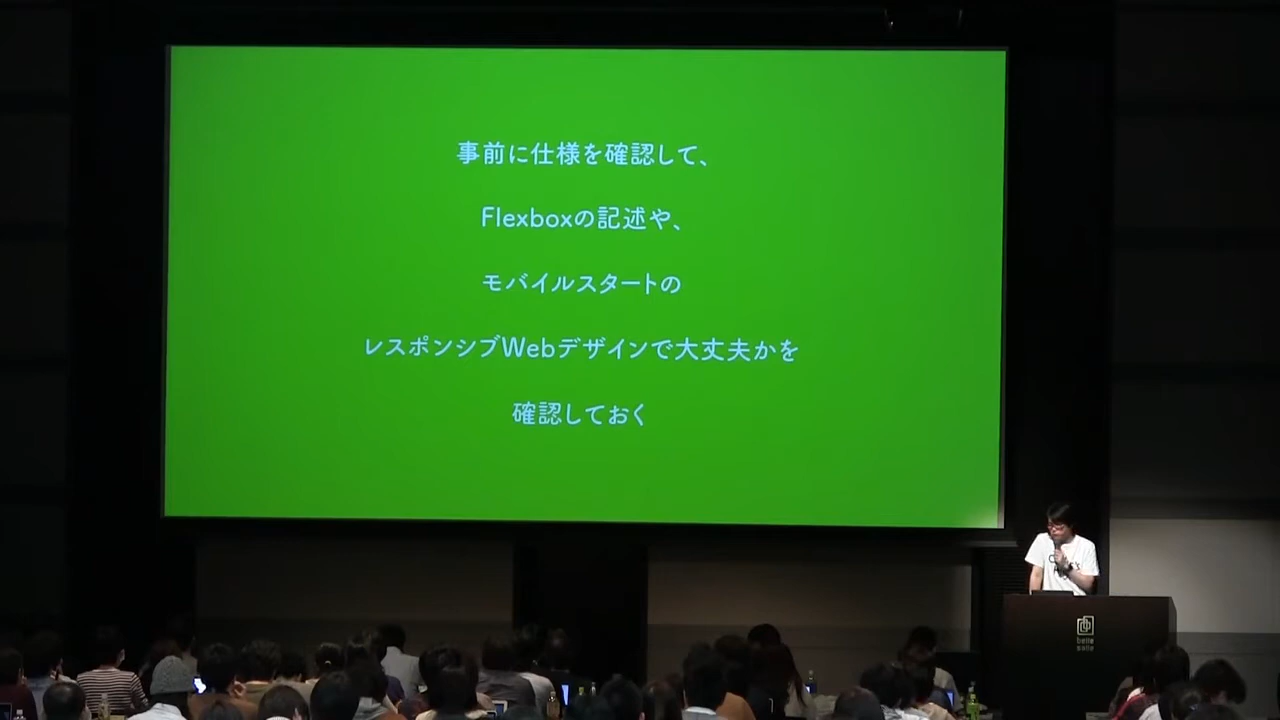 事前に仕様を確認して、
Flexboxの記述や、
モバイルスタートの
レスポンシブWebデザインで大丈夫かを
確認しておく
belle
salle